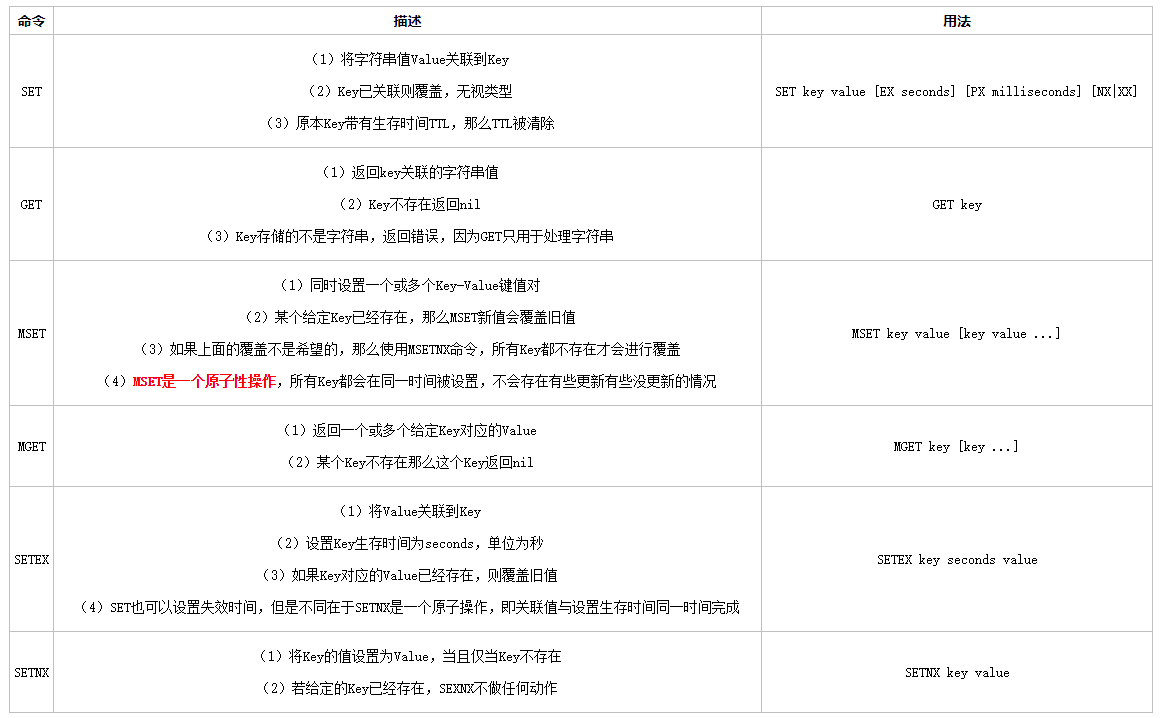 命令 描述 用法
SET
（1）将字符串值Value关联到Key
（2）Key已关联则覆盖，无视类型
（3）原本Key带有生存时间TTL，那么TTL被清除
SET key value [EX seconds] [PX milliseconds] [NX|XX]
GET
（1）返回key关联的字符串值
（2）Key不存在返回nil
（3）Key存储的不是字符串，返回错误，因为GET只用于处理字符串
GET key
MSET
（1）同时设置一个或多个Key-Value键值对
（2）某个给定Key已经存在，那么MSET新值会覆盖旧值
（3）如果上面的覆盖不是希望的，那么使用MSETNX命令，所有Key都不存在才会进行覆盖
（4）MSET是一个原子性操作，所有Key都会在同一时间被设置，不会存在有些更新有些没更新的情况
MSET key value [key value ...]
MGET
（1）返回一个或多个给定Key对应的Value
（2）某个Key不存在那么这个Key返回nil
MGET key [key ...]
SETEX
（1）将Value关联到Key
（2）设置Key生存时间为seconds，单位为秒
（3）如果Key对应的Value已经存在，则覆盖旧值
（4）SET也可以设置失效时间，但是不同在于SETNX是一个原子操作，即关联值与设置生存时间同一时间完成
SETEX key seconds value
SETNX
（1）将Key的值设置为Value，当且仅当Key不存在
（2）若给定的Key已经存在，SEXNX不做任何动作
SETNX key value